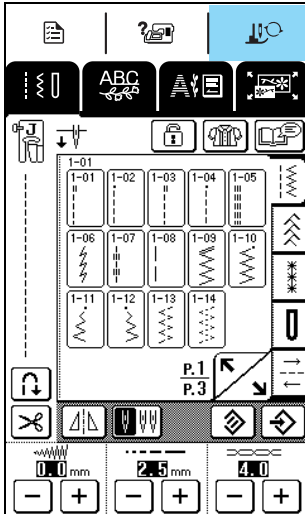 ?
ABC
A
J
1-01
1-01 1-02 1-03 1-04 1-05
1-06 1-07 1-08 1-09 1-10
1-11 1-12 1-13 1-14
P.1
P.3
0.0 mm 2.5 mm 4.0
− + − + − +